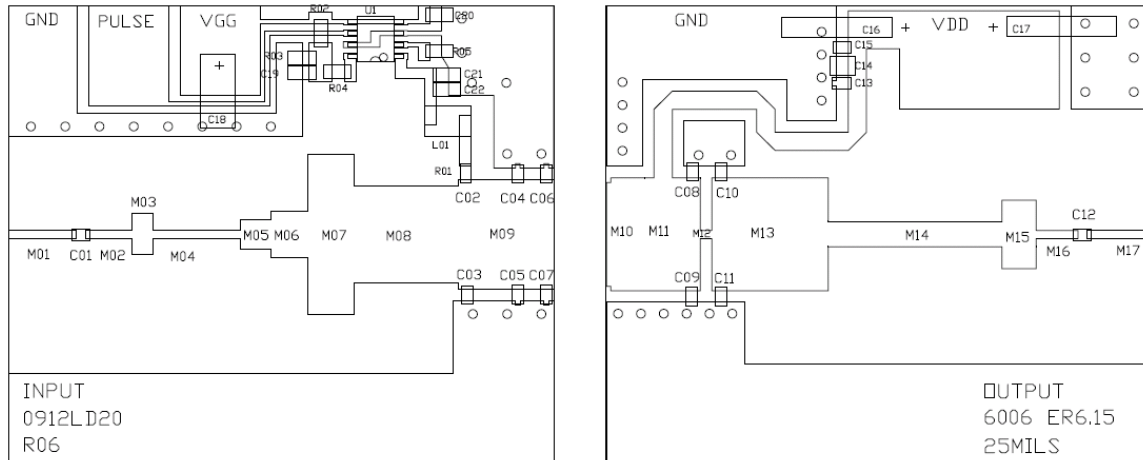 GND PULSE VGG
R02 U1 C20
R03 R05
C19 R04 C21
C22
C18
L01
R01
M03
C02 C04 C06
M05 M06 M07 M08 M09
M01 C01 M02 M04
C03 C05 C07
INPUT
0912LD20
R06
GND C16 + VDD + C17
C15
C14
C13
C08 C10
M10 M11 M12 M13 M14 M15 C12
M16 M17
C09 C11
OUTPUT
6006 ER6.15
25MILS